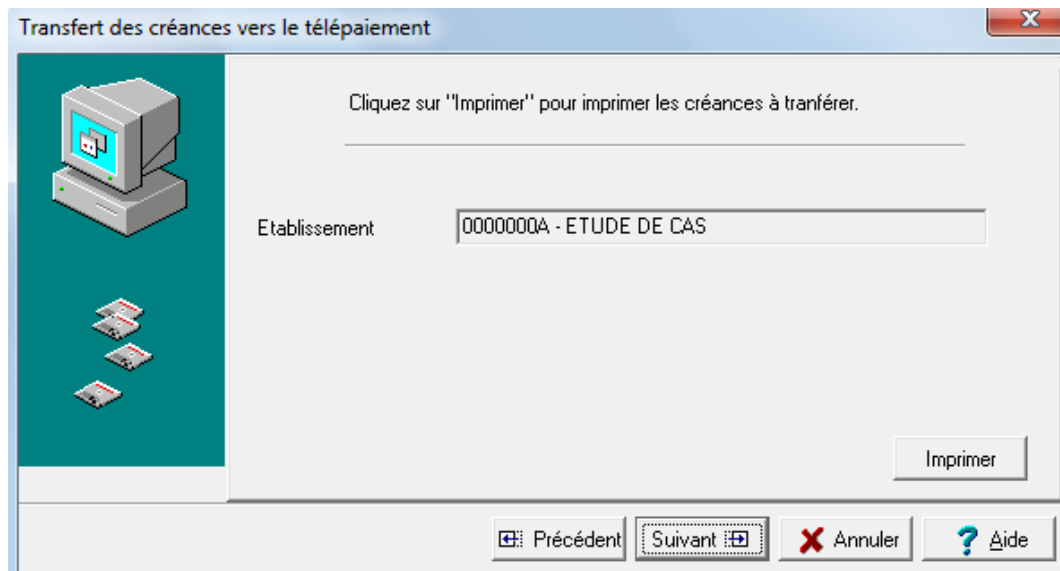 Transfert des créances vers le télépaiement
Cliquez sur "Imprimer" pour imprimer les créances à tranférer.
Etablissement
0000000A - ETUDE DE CAS
Imprimer
Précédent Suivant Annuler Aide